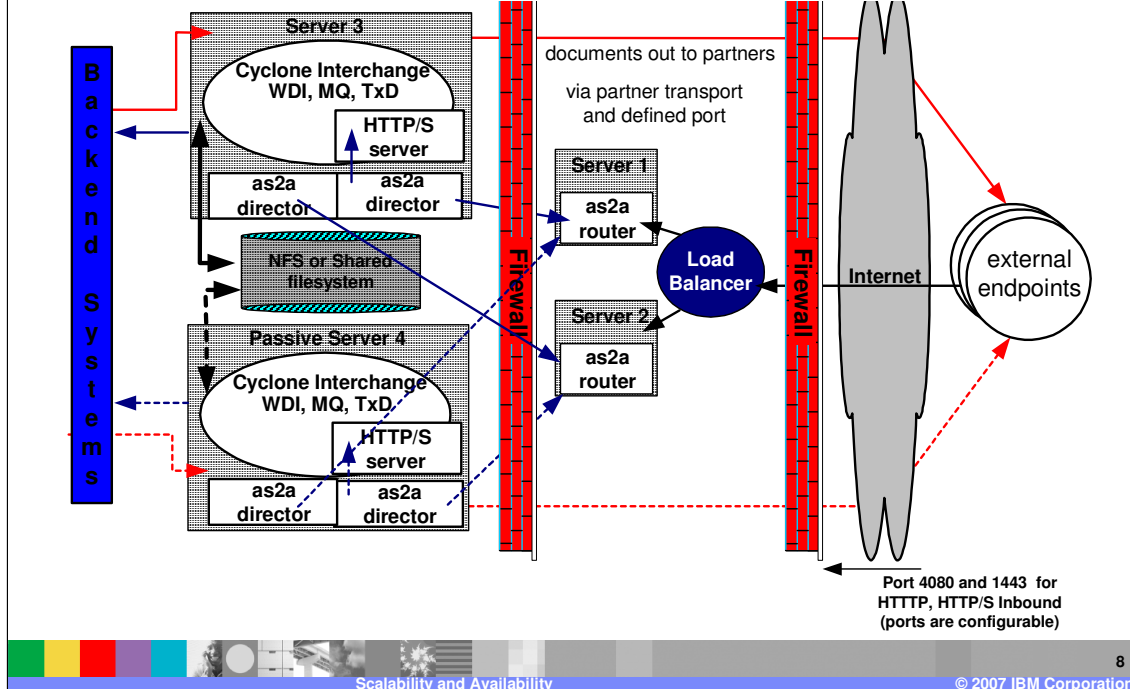 Server 3
Cyclone Interchange
WDI, MQ, TxD
HTTP/S
server
as2a
director
as2a
director
Backend Systems
NFS or Shared
filesystem
Passive Server 4
Cyclone Interchange
WDI, MQ, TxD
HTTP/S
server
as2a
director
as2a
director
Firewall
documents out to partners
via partner transport
and defined port
Server 1
as2a
router
Server 2
as2a
router
Load
Balancer
Firewall
Internet
external
endpoints
Port 4080 and 1443 for
HTTTP, HTTP/S Inbound
(ports are configurable)
8
Scalability and Availability
© 2007 IBM Corporation